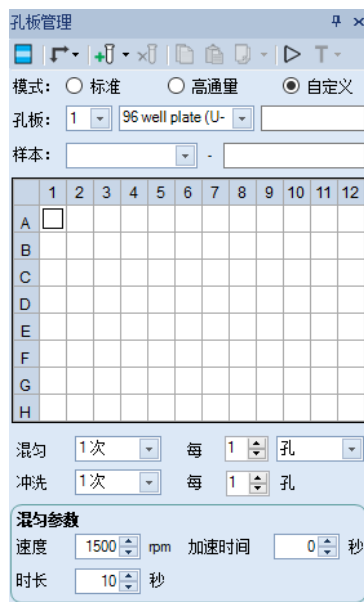 孔板管理
模式： 标准 高通量 自定义
孔板： 1 96 well plate (U-
样本： -
1 2 3 4 5 6 7 8 9 10 11 12
A
B
C
D
E
F
G
H
混匀 1次 每 1 孔
冲洗 1次 每 1 孔
混匀参数
速度 1500 rpm 加速时间 0 秒
时长 10 秒